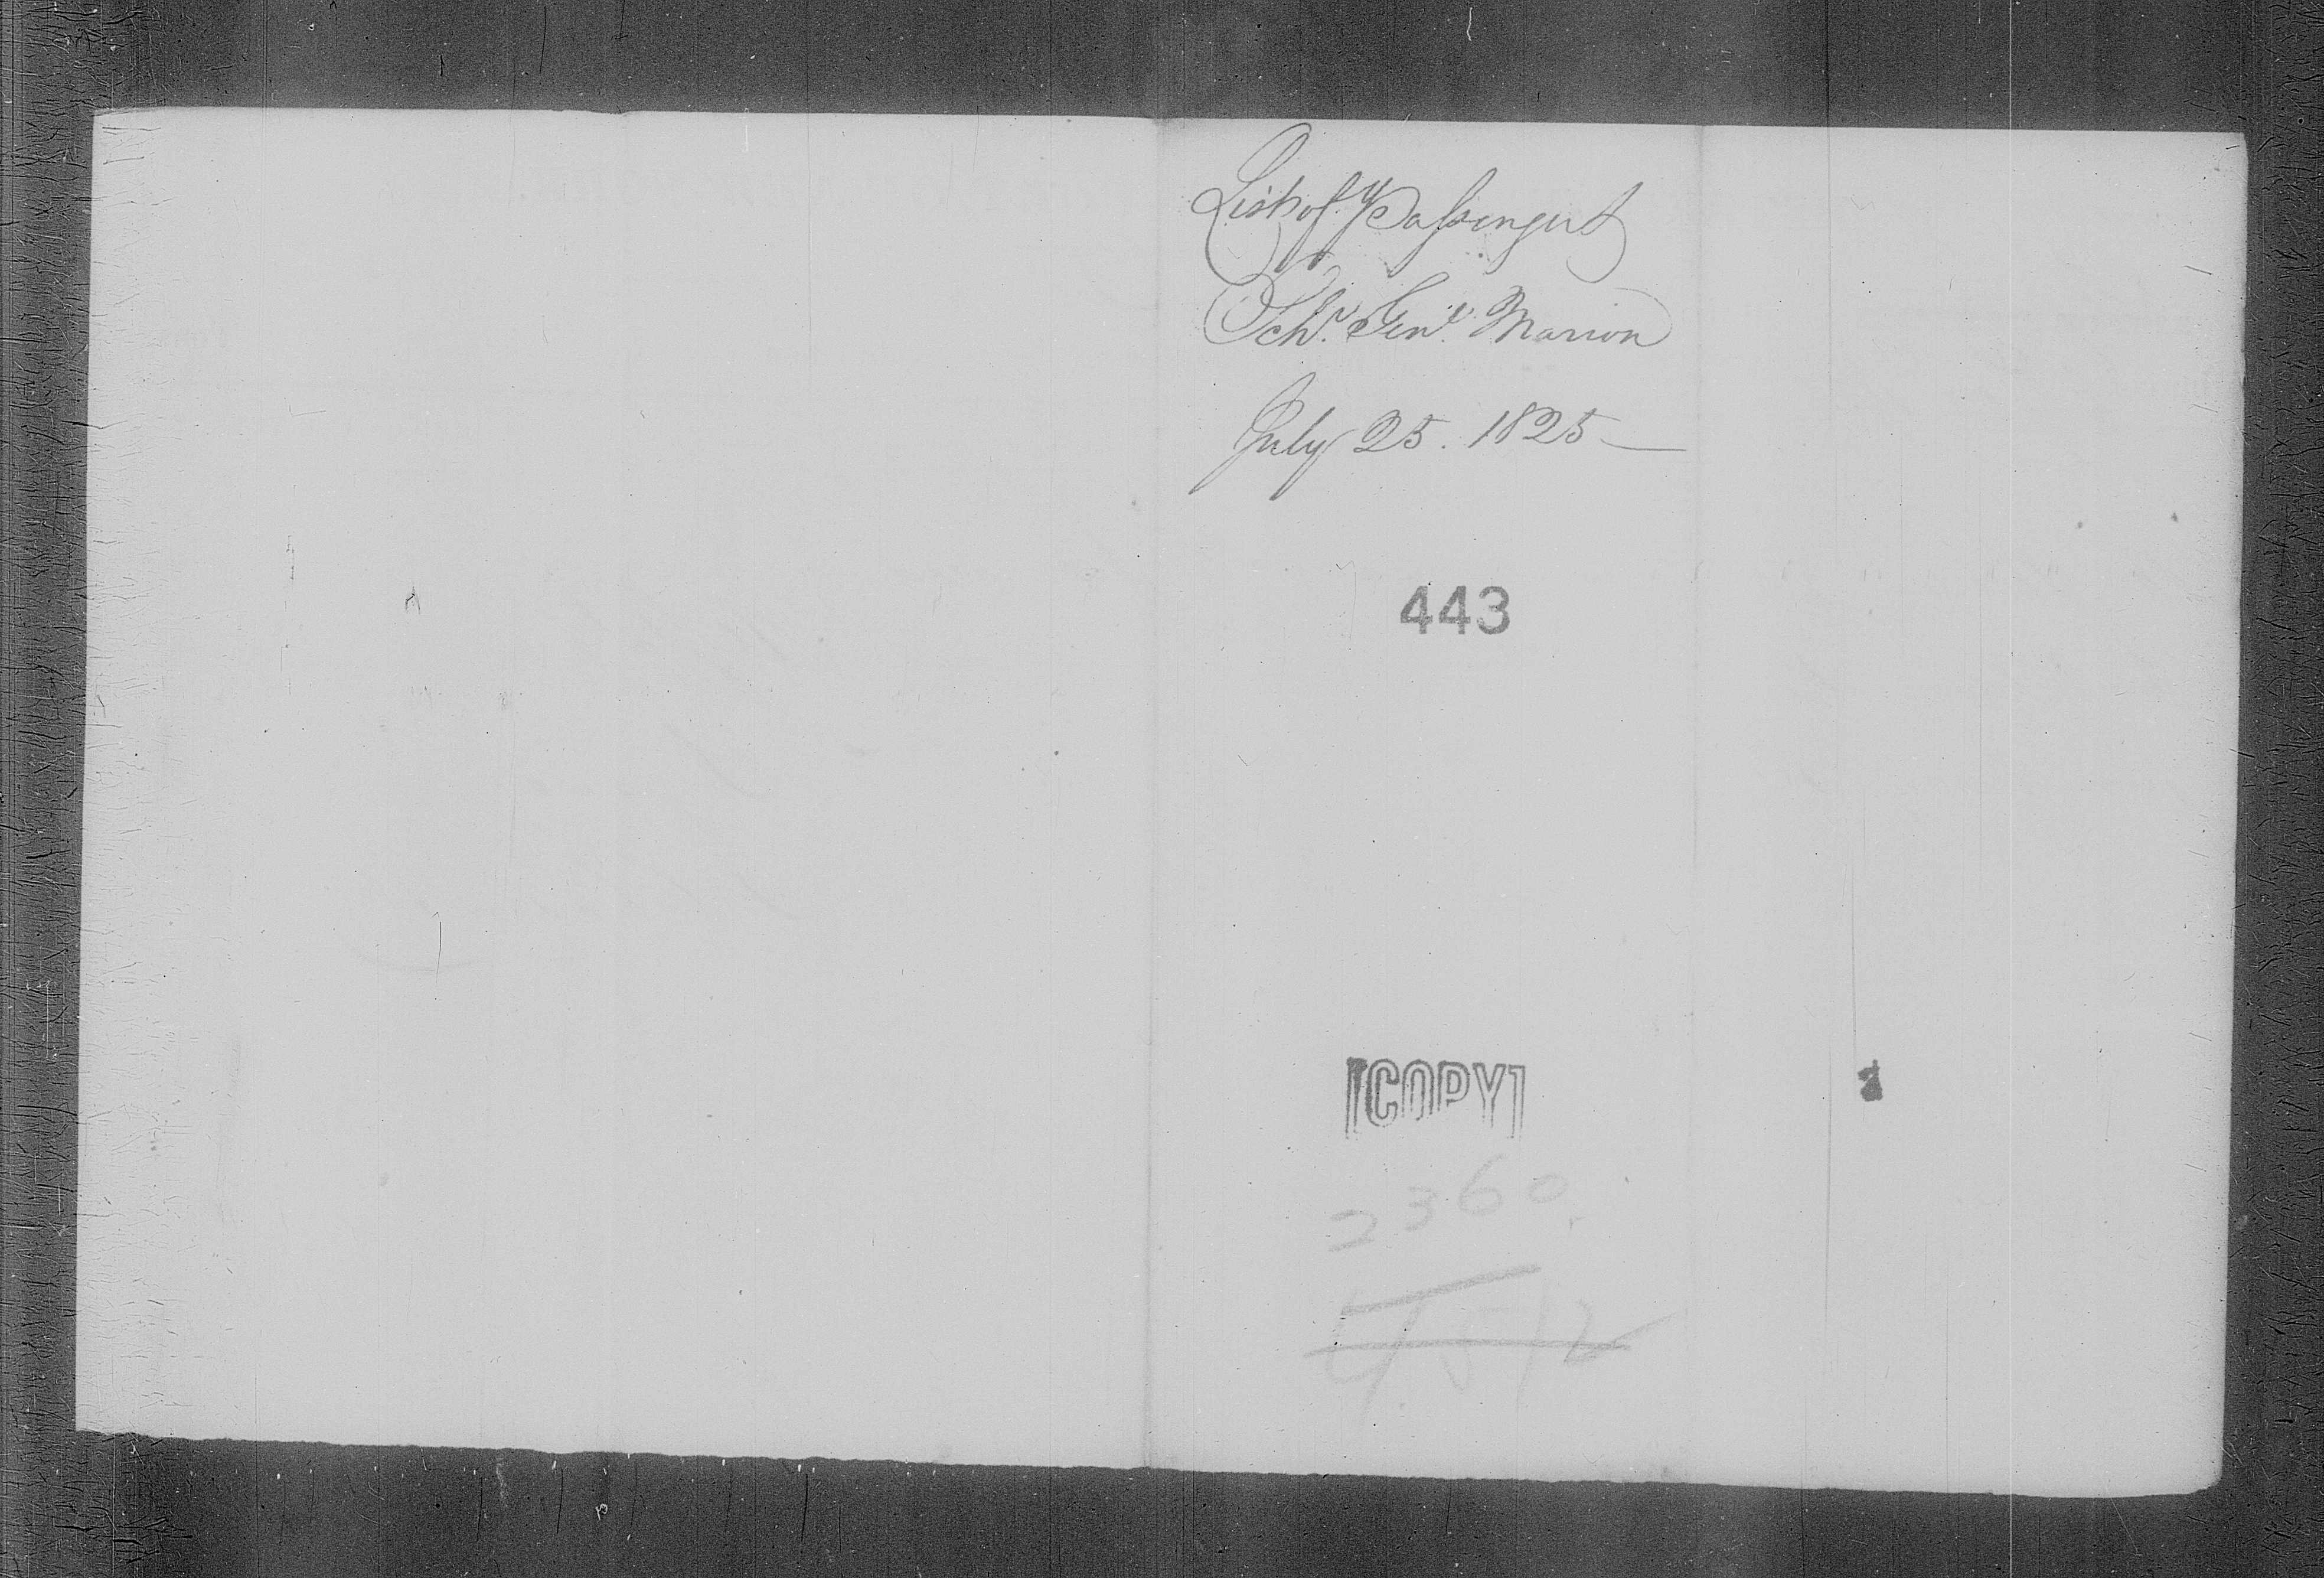 List of Passengers
Schr. Genl. Marion
July 25. 1825
443
[COPY]
2360